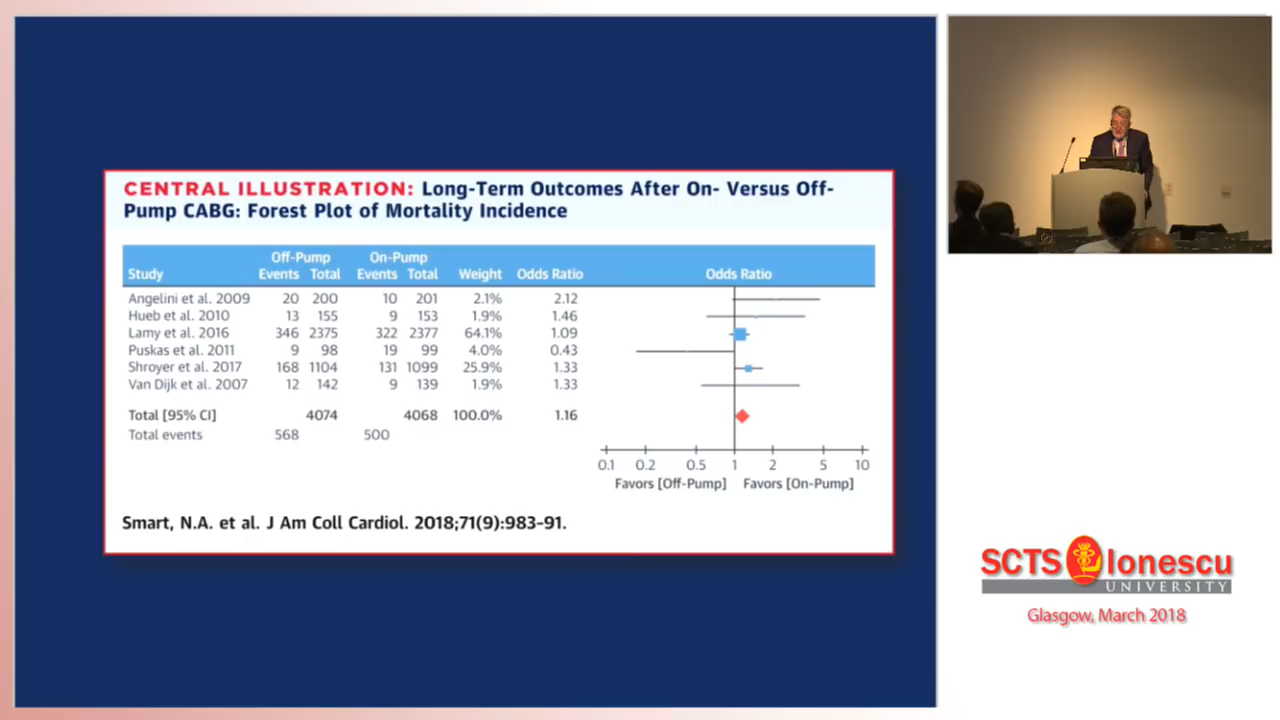 CENTRAL ILLUSTRATION: Long-Term Outcomes After On- Versus Off-
Pump CABG: Forest Plot of Mortality Incidence
Off-Pump On-Pump
Study Events Total Events Total Weight Odds Ratio Odds Ratio
Angelini et al. 2009 20 200 10 201 2.1% 2.12
Hueb et al. 2010 13 155 9 153 1.9% 1.46
Lamy et al. 2016 346 2375 322 2377 64.1% 1.09
Puskas et al. 2011 9 98 19 99 4.0% 0.43
Shroyer et al. 2017 168 1104 131 1099 25.9% 1.33
Van Dijk et al. 2007 12 142 9 139 1.9% 1.33
Total [95% CI] 4074 4068 100.0% 1.16
Total events 568 500
0.1 0.2 0.5 1 2 5 10
Favors [Off-Pump] Favors [On-Pump]
Smart, N.A. et al. J Am Coll Cardiol. 2018;71(9):983-91.
SCTS Ionescu
UNIVERSITY
Glasgow, March 2018